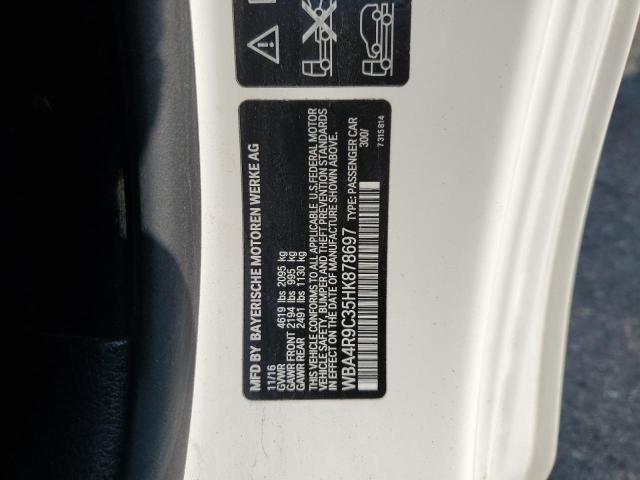 MFD BY BAYERISCHE MOTOREN WERKE AG
11/16
GVWR 4619 lbs 2095 kg
GAWR FRONT 2194 lbs 995 kg
GAWR REAR 2491 lbs 1130 kg
THIS VEHICLE CONFORMS TO ALL APPLICABLE U.S.FEDERAL MOTOR
VEHICLE SAFETY, BUMPER AND THEFT PREVENTION STANDARDS
IN EFFECT ON THE DATE OF MANUFACTURE SHOWN ABOVE.
WBA4R9C35HK878697 TYPE: PASSENGER CAR
300/
7 315 814